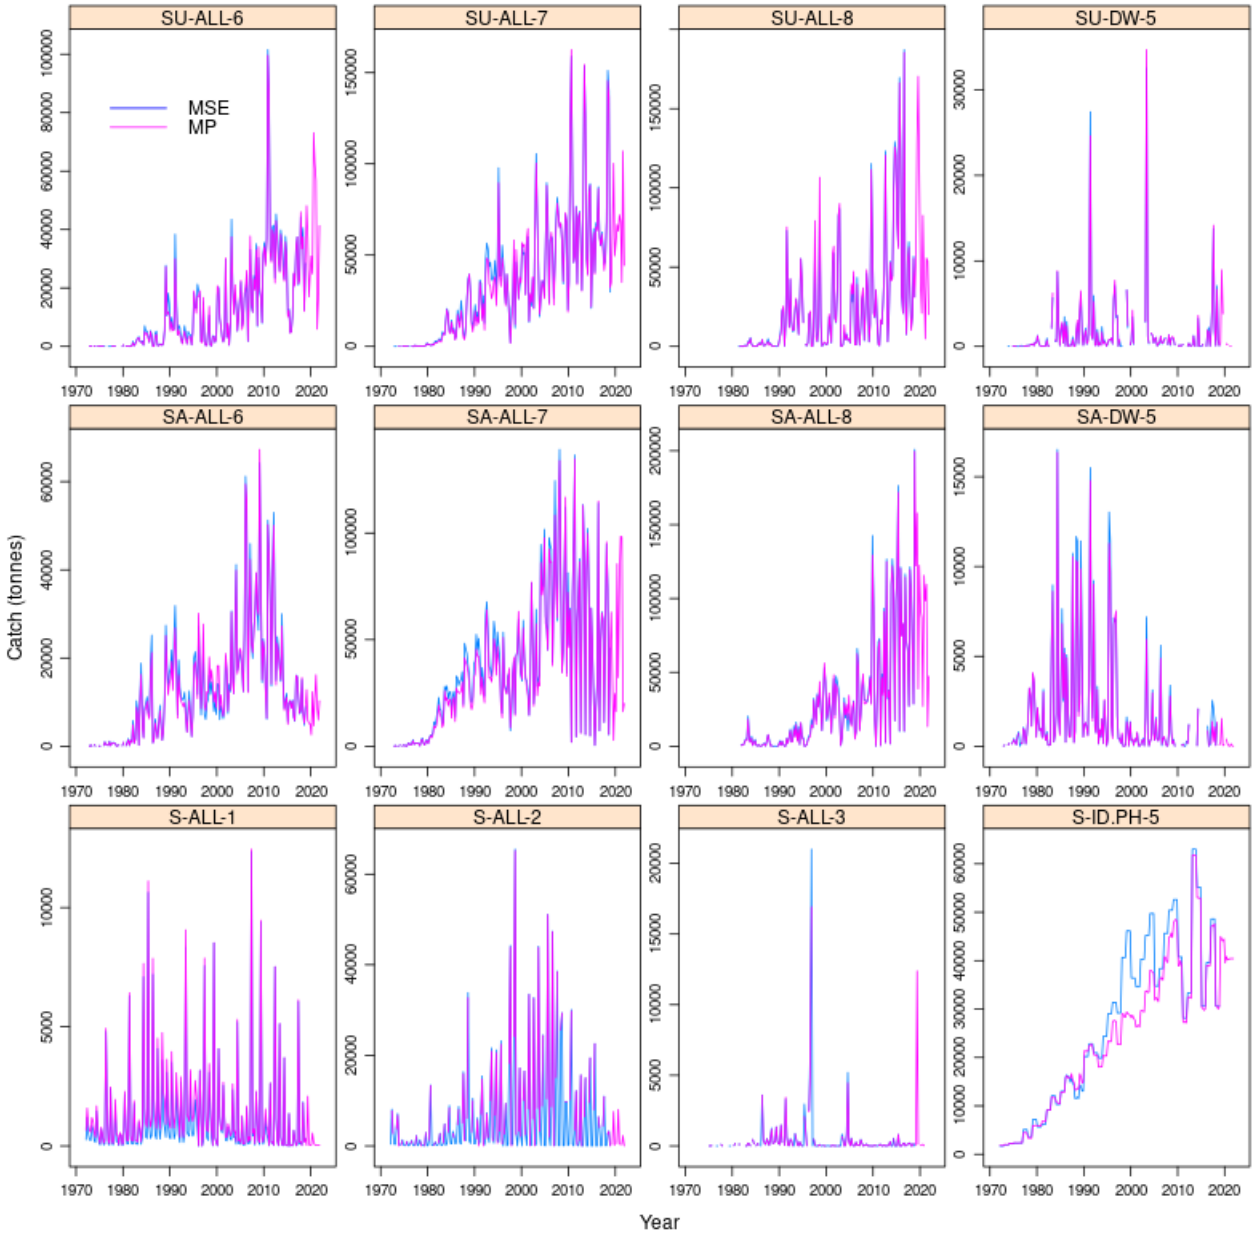 SU-ALL-6 SU-ALL-7 SU-ALL-8 SU-DW-5
MSE
MP
0 20000 40000 60000 80000 100000
0 50000 100000 150000
0 50000 100000 150000
0 10000 20000 30000
1970 1980 1990 2000 2010 2020 1970 1980 1990 2000 2010 2020 1970 1980 1990 2000 2010 2020 1970 1980 1990 2000 2010 2020
SA-ALL-6 SA-ALL-7 SA-ALL-8 SA-DW-5
Catch (tonnes)
0 20000 40000 60000
0 50000 100000
0 50000 100000 150000 200000
0 5000 10000 15000
1970 1980 1990 2000 2010 2020 1970 1980 1990 2000 2010 2020 1970 1980 1990 2000 2010 2020 1970 1980 1990 2000 2010 2020
S-ALL-1 S-ALL-2 S-ALL-3 S-ID.PH-5
0 5000 10000
0 20000 40000 60000
0 5000 10000 15000 20000
0 10000 20000 30000 40000 50000 60000
1970 1980 1990 2000 2010 2020 1970 1980 1990 2000 2010 2020 1970 1980 1990 2000 2010 2020 1970 1980 1990 2000 2010 2020
Year